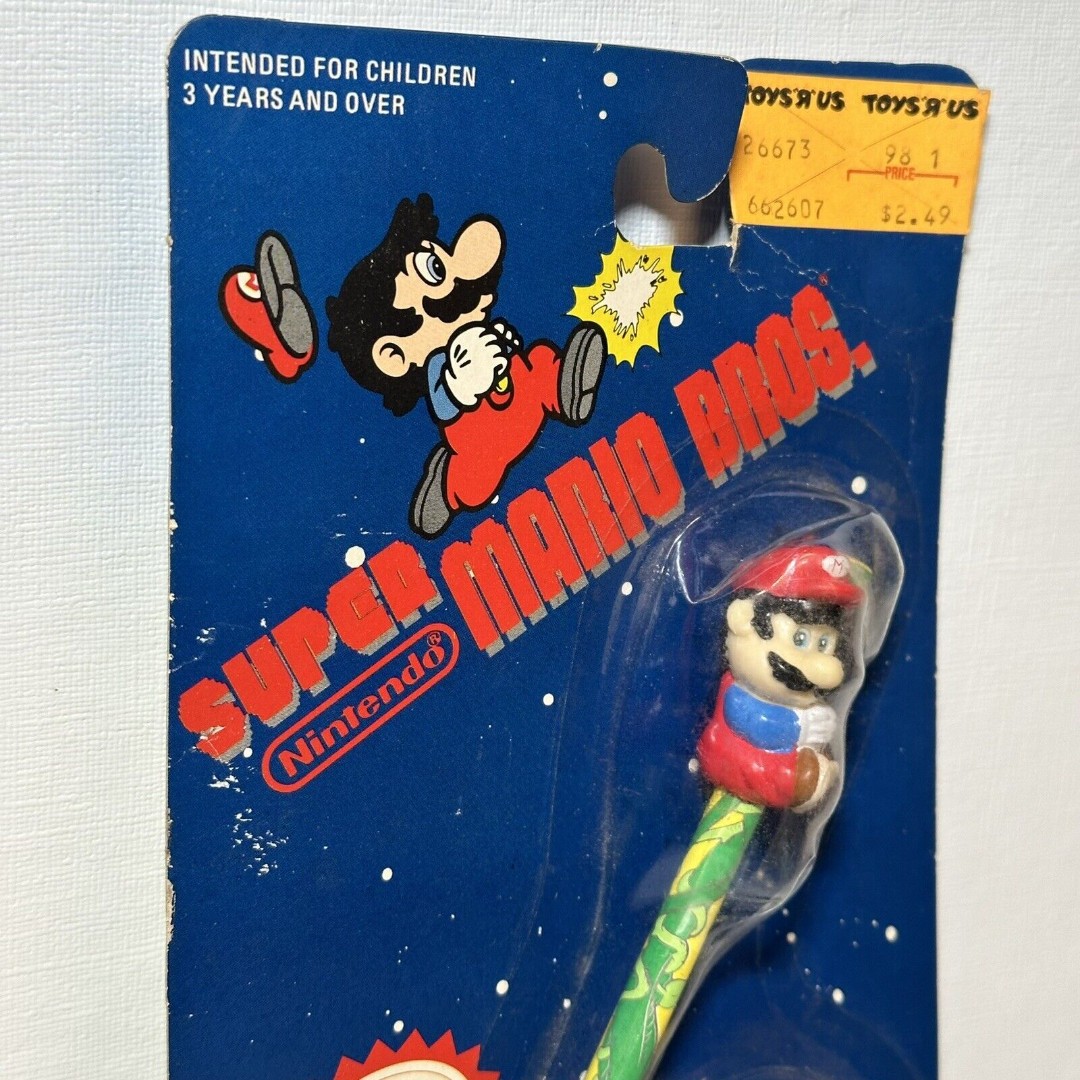 INTENDED FOR CHILDREN
3 YEARS AND OVER
TOYS"R"US TOYS"R"US
26673 98 1
PRICE
662607 $2.49
SUPER MARIO BROS.
Nintendo®
M